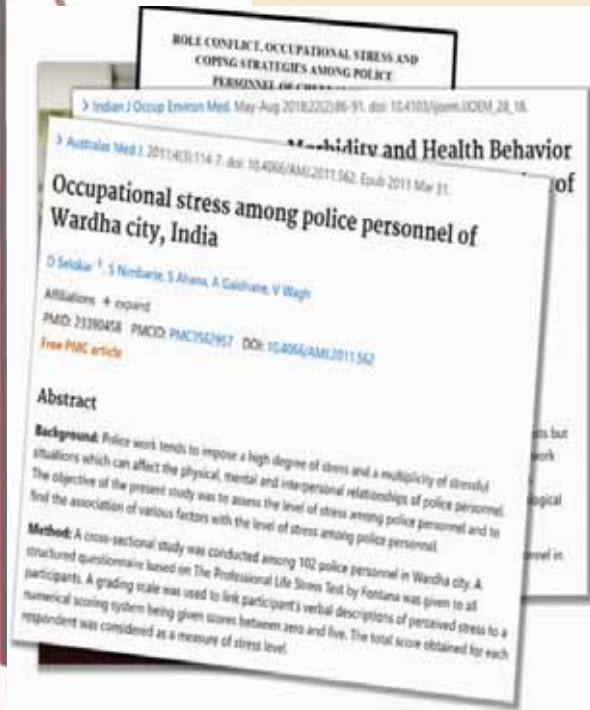 ROLE CONFLICT, OCCUPATIONAL STRESS AND
COPING STRATEGIES AMONG POLICE
PERSONNEL OF
> Indian J Occup Environ Med. May-Aug 2018;22(2):86-91. doi: 10.4103/ijoem.IJOEM_28_18.
Morbidity and Health Behavior
of
> Australas Med J. 2011;4(3):114-7. doi: 10.4066/AMJ.2011.562. Epub 2011 Mar 31.
Occupational stress among police personnel of
Wardha city, India
D Selokar 1, S Nimbarte, S Ahana, A Gaidhane, V Wagh
Affiliations + expand
PMID: 23390458 PMCID: PMC3562957 DOI: 10.4066/AMJ.2011.562
Free PMC article
Abstract
Background: Police work tends to impose a high degree of stress and a multiplicity of stressful
situations which can affect the physical, mental and interpersonal relationships of police personnel.
The objective of the present study was to assess the level of stress among police personnel and to
find the association of various factors with the level of stress among police personnel.
Method: A cross-sectional study was conducted among 102 police personnel in Wardha city. A
structured questionnaire based on The Professional Life Stress Test by Fontana was given to all
participants. A grading scale was used to link participant's verbal descriptions of perceived stress to a
numerical scoring system being given scores between zero and five. The total score obtained for each
respondent was considered as a measure of stress level.
sts but
work
ological
nnel in